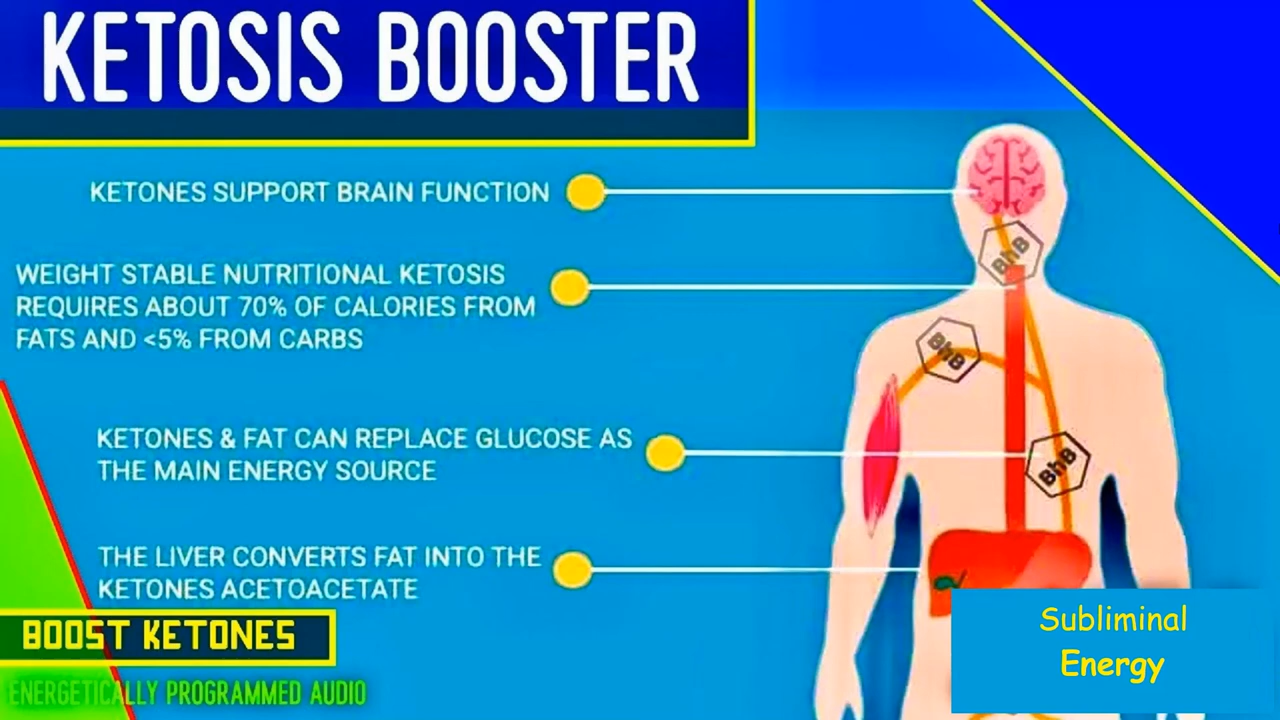 KETOSIS BOOSTER
KETONES SUPPORT BRAIN FUNCTION
WEIGHT STABLE NUTRITIONAL KETOSIS
REQUIRES ABOUT 70% OF CALORIES FROM
FATS AND <5% FROM CARBS
KETONES & FAT CAN REPLACE GLUCOSE AS
THE MAIN ENERGY SOURCE
THE LIVER CONVERTS FAT INTO THE
KETONES ACETOACETATE
BOOST KETONES
ENERGETICALLY PROGRAMMED AUDIO
BhB
BhB
BhB
Subliminal
Energy